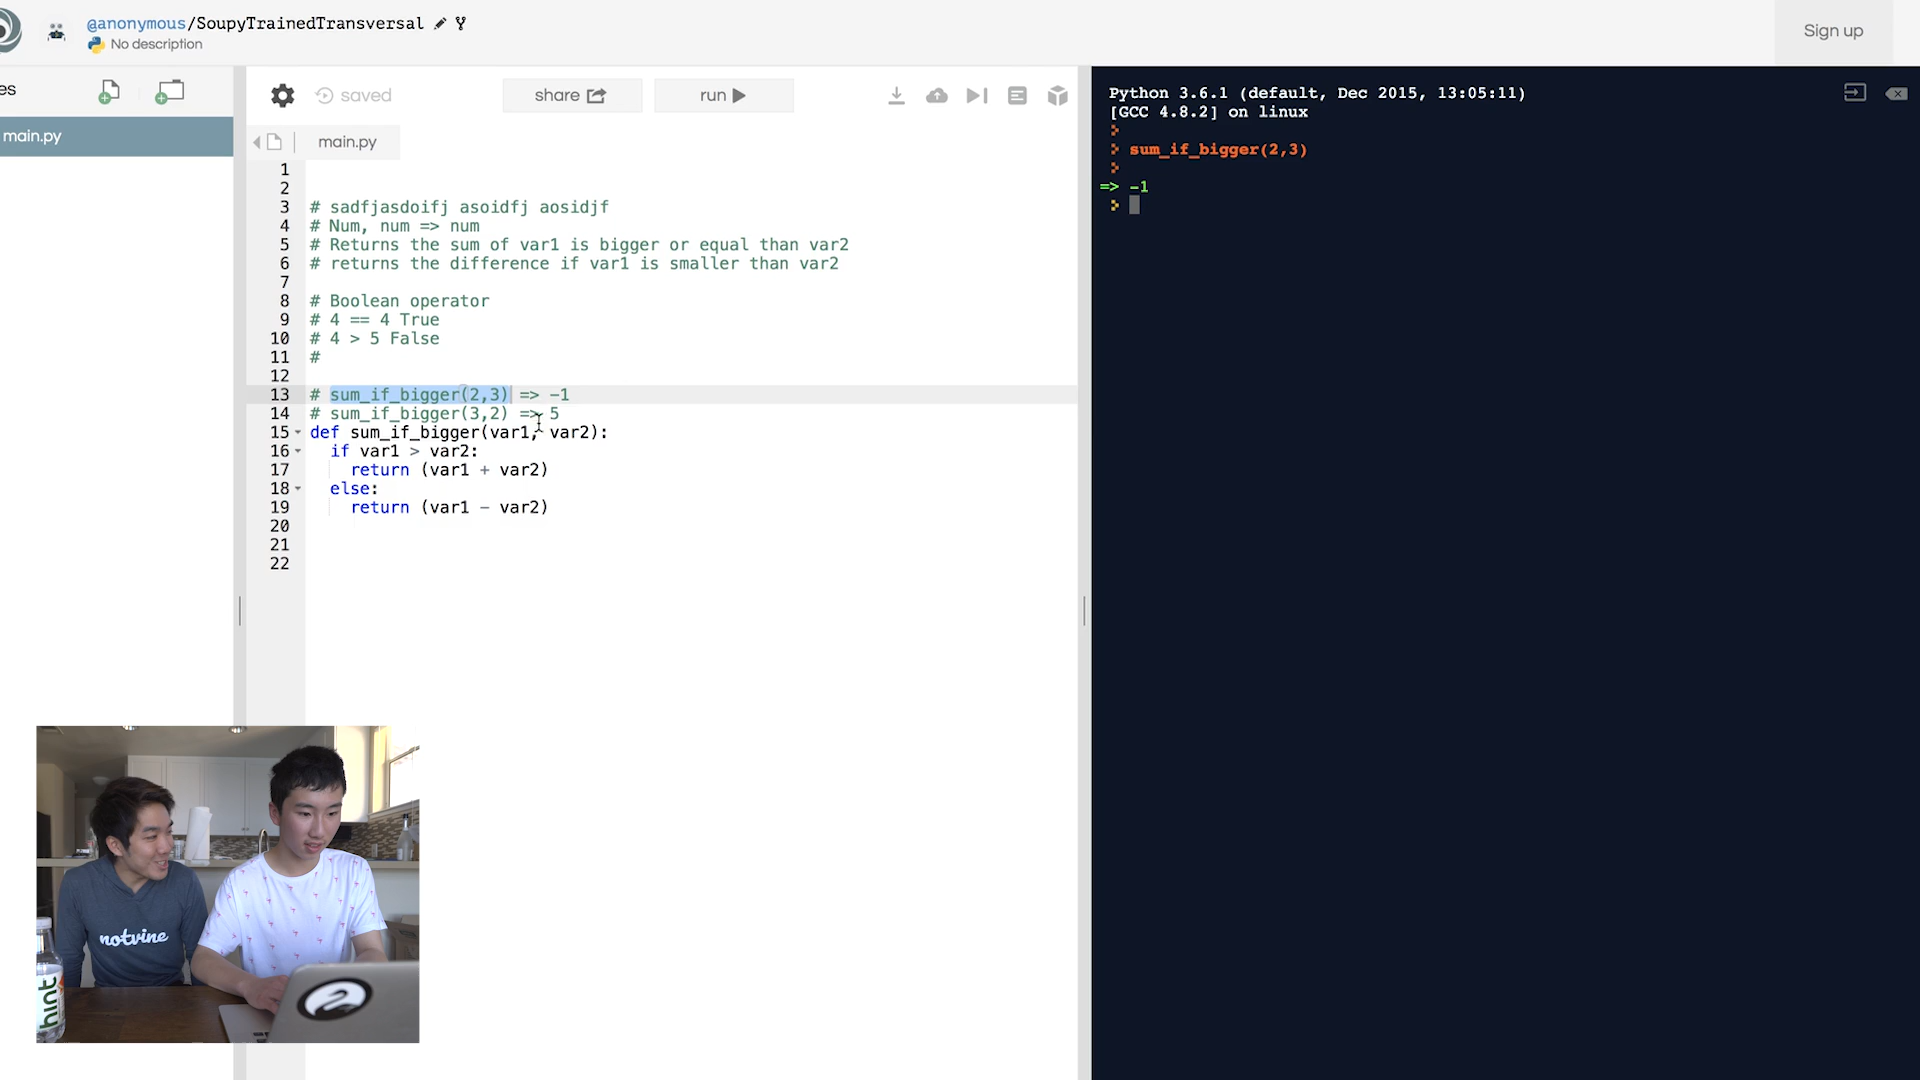 @anonymous/SoupyTrainedTransversal
No description
Sign up
es
saved
share
run
main.py
main.py
1
2
3 # sadfjasdoifj asoidfj aosidjf
4 # Num, num => num
5 # Returns the sum of var1 is bigger or equal than var2
6 # returns the difference if var1 is smaller than var2
7
8 # Boolean operator
9 # 4 == 4 True
10 # 4 > 5 False
11 #
12
13 # sum_if_bigger(2,3) => -1
14 # sum_if_bigger(3,2) => 5
15 def sum_if_bigger(var1, var2):
16 if var1 > var2:
17 return (var1 + var2)
18 else:
19 return (var1 - var2)
20
21
22
Python 3.6.1 (default, Dec 2015, 13:05:11)
[GCC 4.8.2] on linux
sum_if_bigger(2,3)
=> -1
notvine
hint